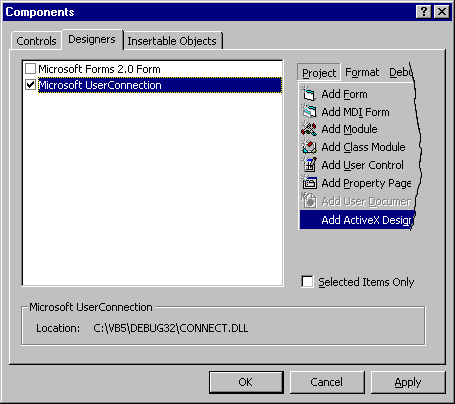 Components
Controls Designers Insertable Objects
Microsoft Forms 2.0 Form
Microsoft UserConnection
Project Format Debu
Add Form
Add MDI Form
Add Module
Add Class Module
Add User Control
Add Property Page
Add User Documen
Add ActiveX Desig
Selected Items Only
Microsoft UserConnection
Location: C:\VB5\DEBUG32\CONNECT.DLL
OK Cancel Apply